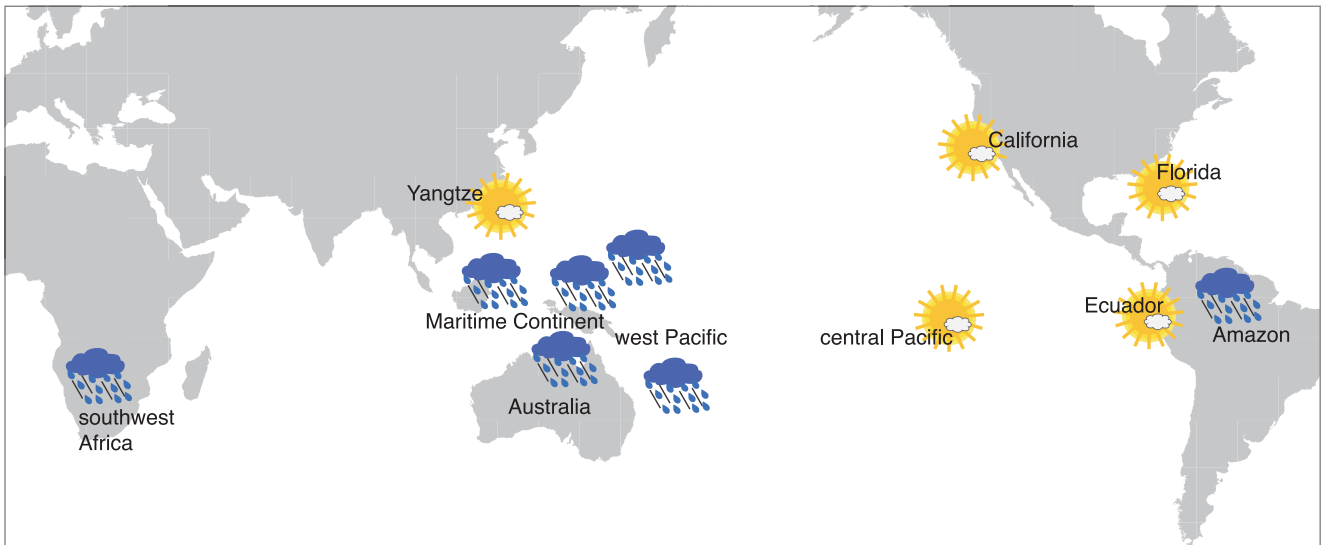 California
Florida
Yangtze
Ecuador
Maritime Continent
west Pacific
central Pacific
Amazon
Australia
southwest
Africa